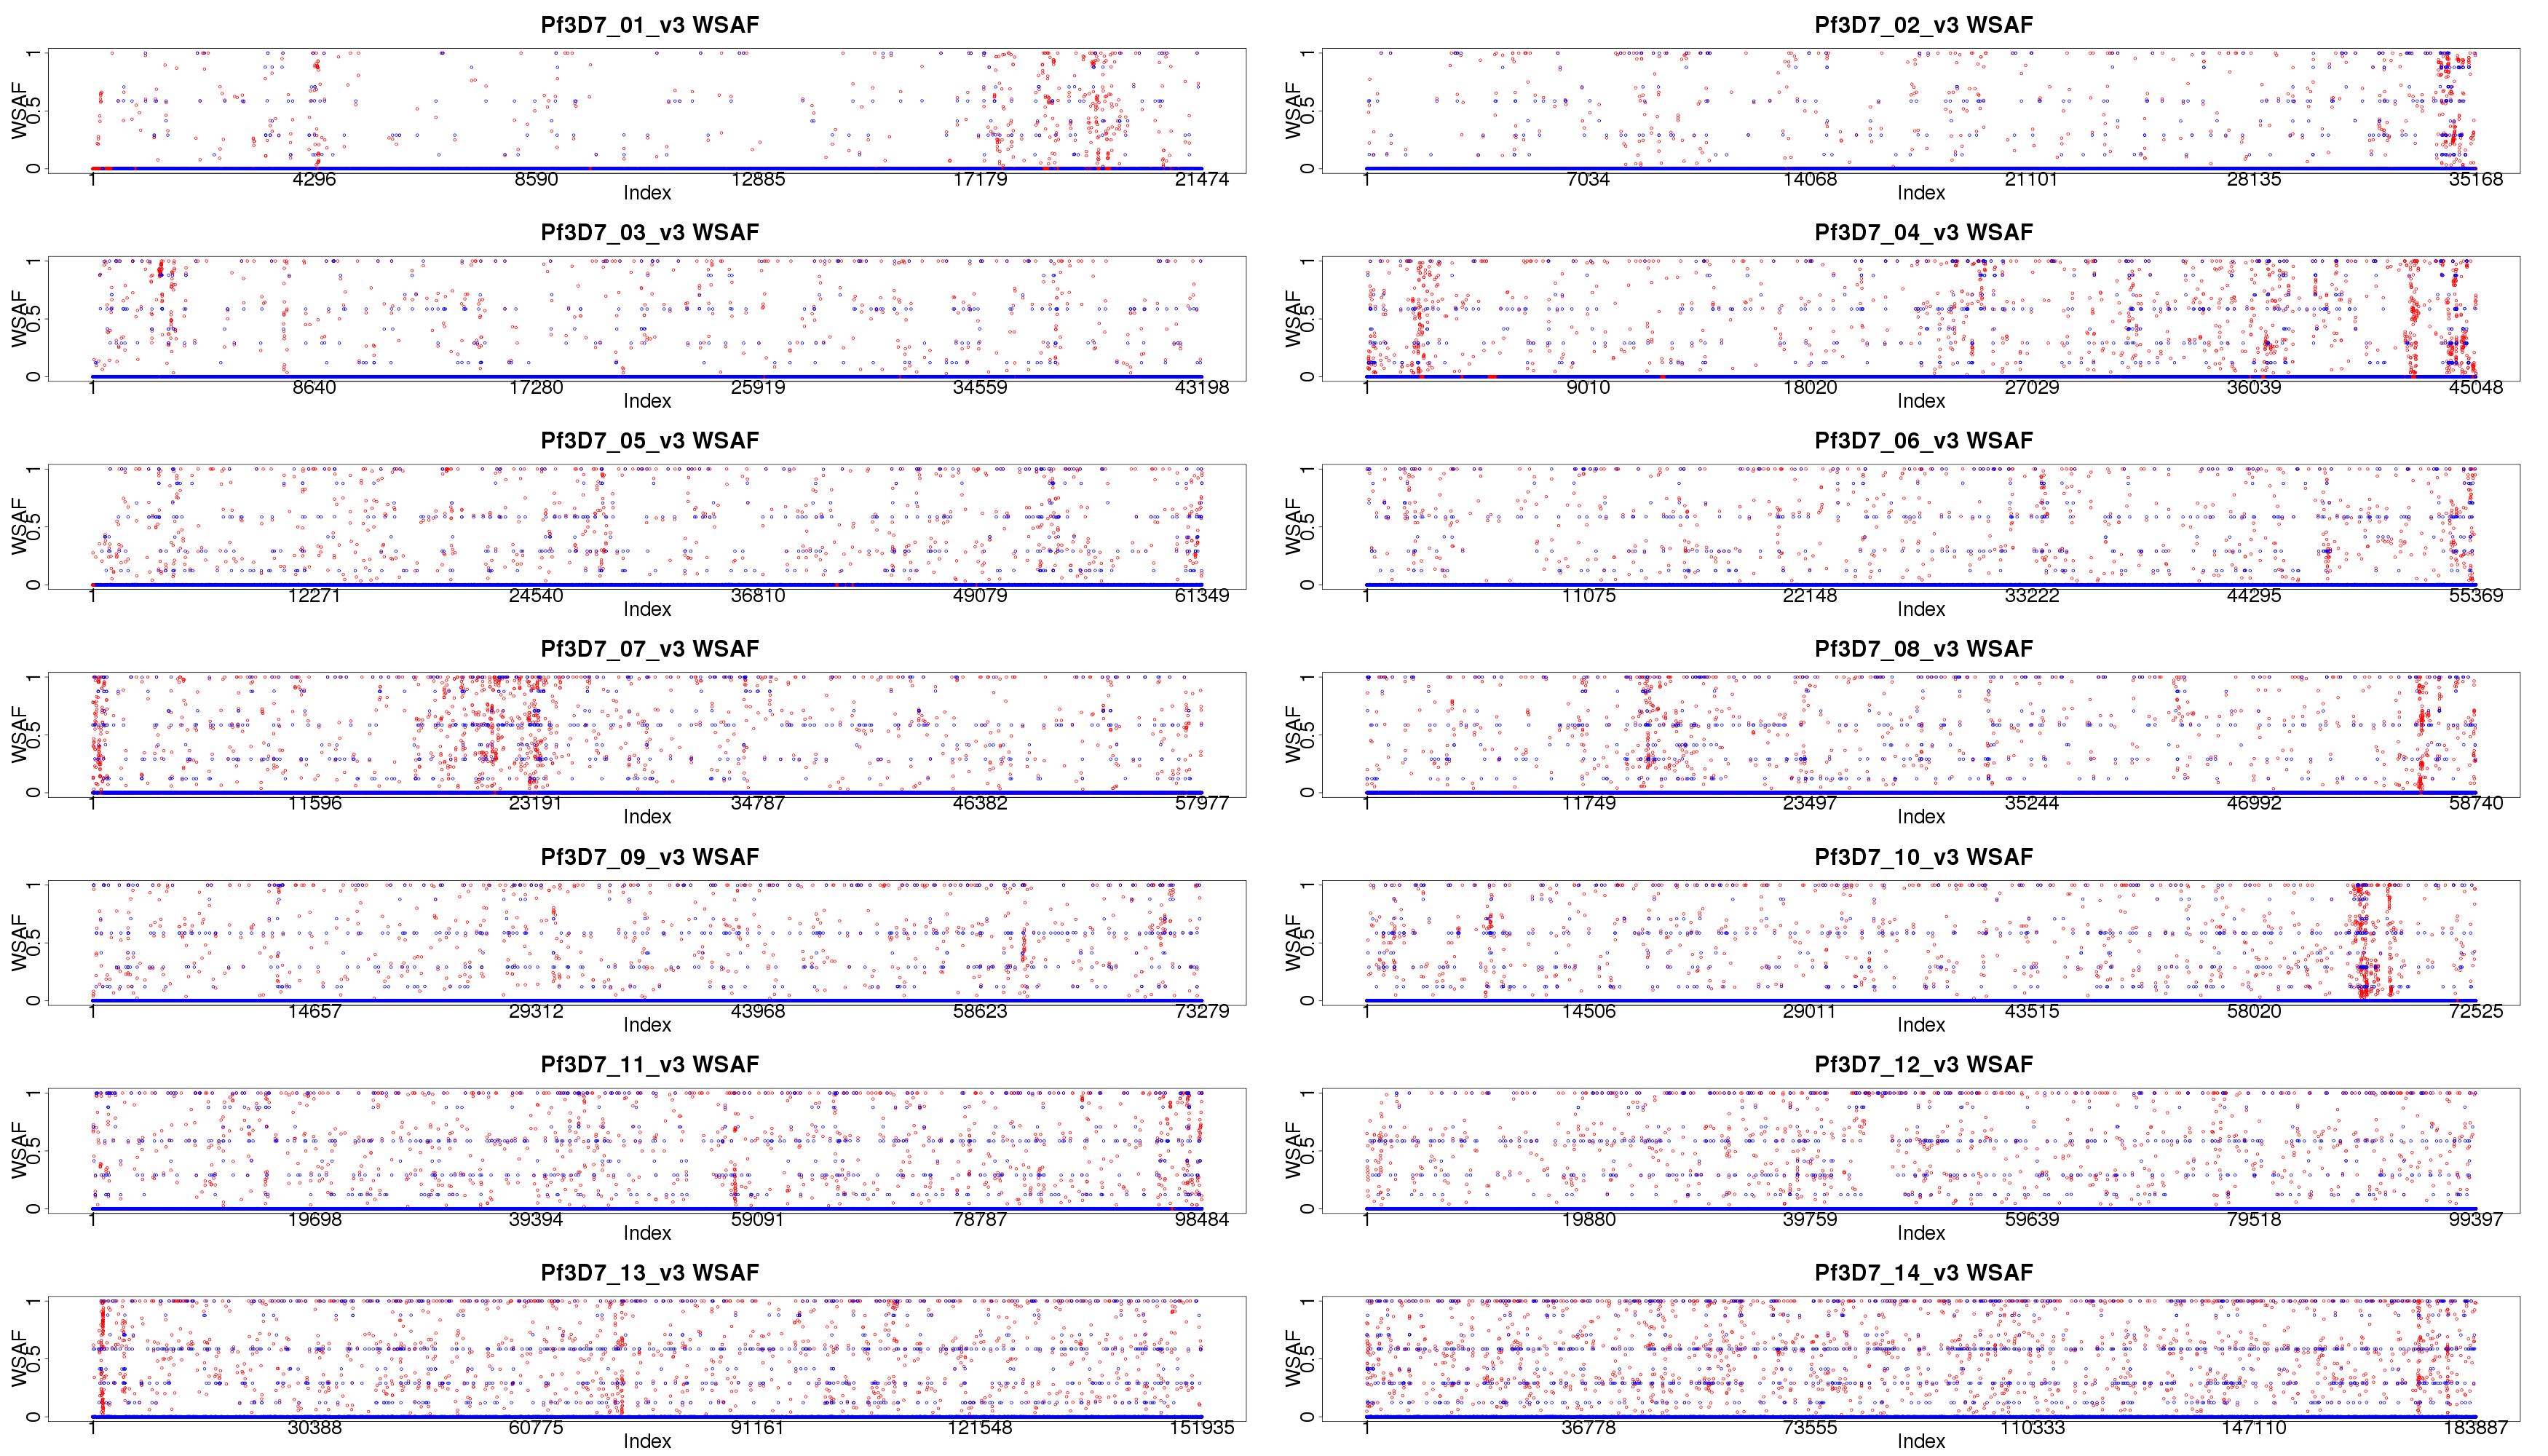 Pf3D7_01_v3 WSAF
WSAF
0 0.5 1
1 4296 8590 12885 17179 21474
Index
Pf3D7_02_v3 WSAF
WSAF
0 0.5 1
1 7034 14068 21101 28135 35168
Index
Pf3D7_03_v3 WSAF
WSAF
0 0.5 1
1 8640 17280 25919 34559 43198
Index
Pf3D7_04_v3 WSAF
WSAF
0 0.5 1
1 9010 18020 27029 36039 45048
Index
Pf3D7_05_v3 WSAF
WSAF
0 0.5 1
1 12271 24540 36810 49079 61349
Index
Pf3D7_06_v3 WSAF
WSAF
0 0.5 1
1 11075 22148 33222 44295 55369
Index
Pf3D7_07_v3 WSAF
WSAF
0 0.5 1
1 11596 23191 34787 46382 57977
Index
Pf3D7_08_v3 WSAF
WSAF
0 0.5 1
1 11749 23497 35244 46992 58740
Index
Pf3D7_09_v3 WSAF
WSAF
0 0.5 1
1 14657 29312 43968 58623 73279
Index
Pf3D7_10_v3 WSAF
WSAF
0 0.5 1
1 14506 29011 43515 58020 72525
Index
Pf3D7_11_v3 WSAF
WSAF
0 0.5 1
1 19698 39394 59091 78787 98484
Index
Pf3D7_12_v3 WSAF
WSAF
0 0.5 1
1 19880 39759 59639 79518 99397
Index
Pf3D7_13_v3 WSAF
WSAF
0 0.5 1
1 30388 60775 91161 121548 151935
Index
Pf3D7_14_v3 WSAF
WSAF
0 0.5 1
1 36778 73555 110333 147110 183887
Index